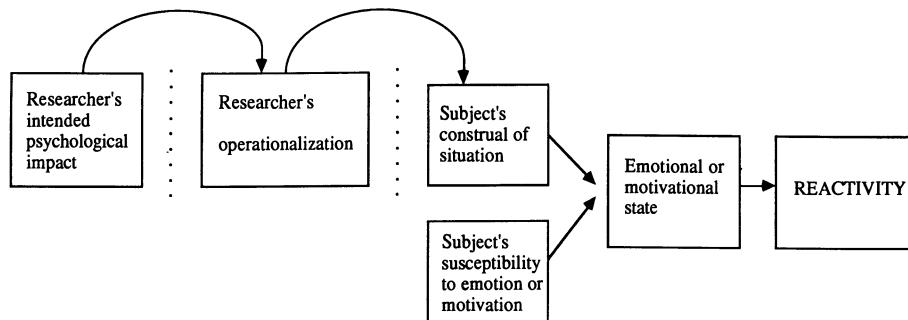 Researcher's
intended
psychological
impact
Researcher's
operationalization
Subject's
construal of
situation
Subject's
susceptibility
to emotion or
motivation
Emotional or
motivational
state
REACTIVITY